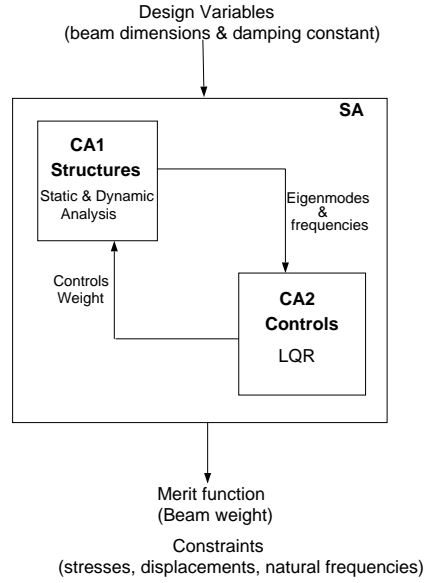 Design Variables
(beam dimensions & damping constant)
SA
CA1
Structures
Static & Dynamic
Analysis
Eigenmodes
&
frequencies
Controls
Weight
CA2
Controls
LQR
Merit function
(Beam weight)
Constraints
(stresses, displacements, natural frequencies)